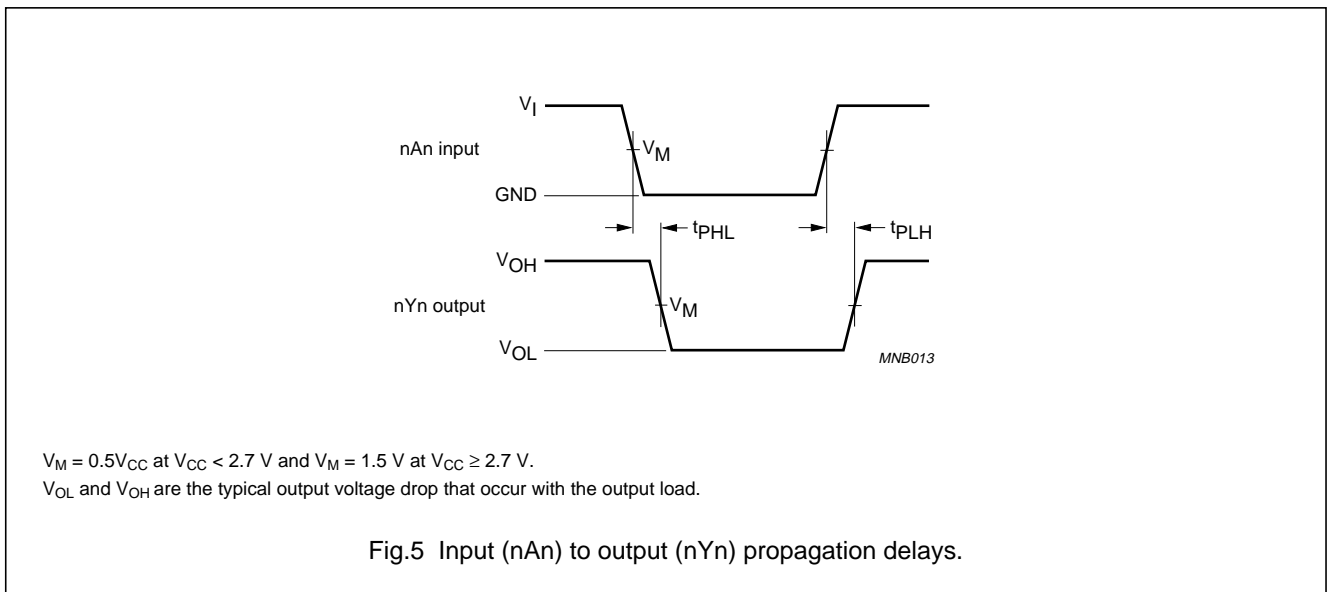 V_I
nAn input
V_M
GND
t_PHL
t_PLH
V_OH
nYn output
V_M
V_OL
MNB013
V_M = 0.5V_CC at V_CC < 2.7 V and V_M = 1.5 V at V_CC ≥ 2.7 V.
V_OL and V_OH are the typical output voltage drop that occur with the output load.
Fig.5 Input (nAn) to output (nYn) propagation delays.